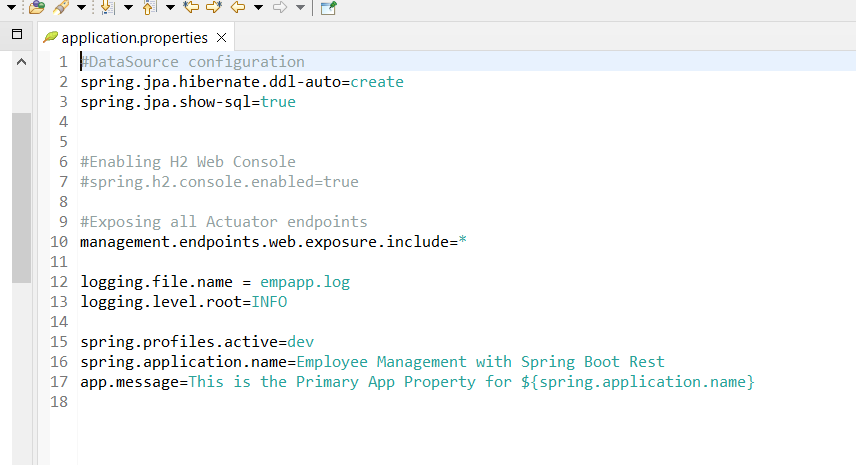 application.properties
1 #DataSource configuration
2 spring.jpa.hibernate.ddl-auto=create
3 spring.jpa.show-sql=true
4
5
6 #Enabling H2 Web Console
7 #spring.h2.console.enabled=true
8
9 #Exposing all Actuator endpoints
10 management.endpoints.web.exposure.include=*
11
12 logging.file.name = empapp.log
13 logging.level.root=INFO
14
15 spring.profiles.active=dev
16 spring.application.name=Employee Management with Spring Boot Rest
17 app.message=This is the Primary App Property for ${spring.application.name}
18